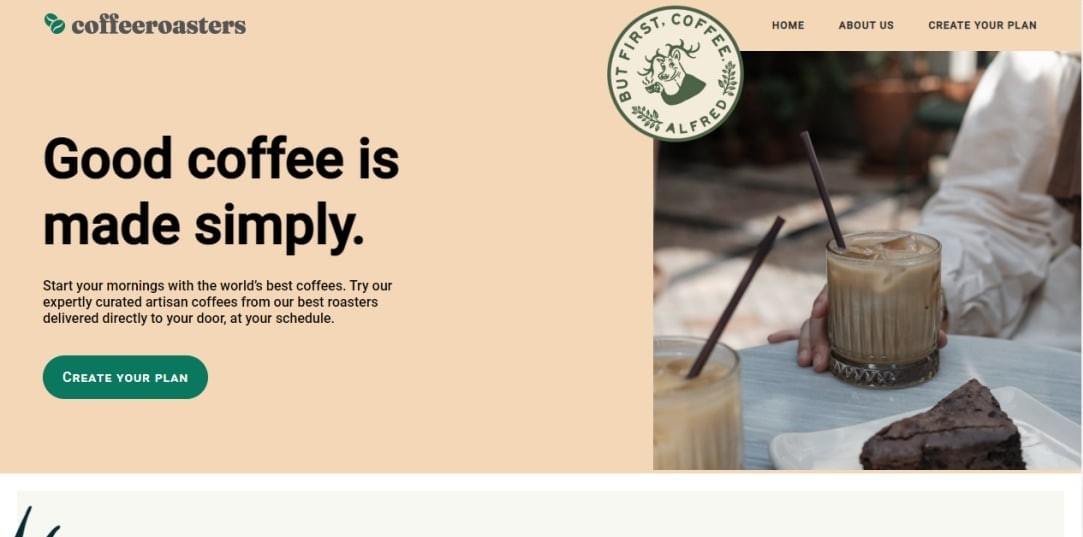 coffeeroasters
BUT FIRST, COFFEE.
ALFRED
HOME
ABOUT US
CREATE YOUR PLAN
Good coffee is
made simply.
Start your mornings with the world’s best coffees. Try our
expertly curated artisan coffees from our best roasters
delivered directly to your door, at your schedule.
CREATE YOUR PLAN